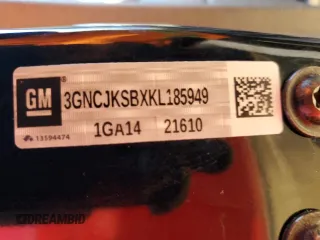 GM 3GNCJKSBXKL185949
13594474 1GA14 21610
DREAMBID